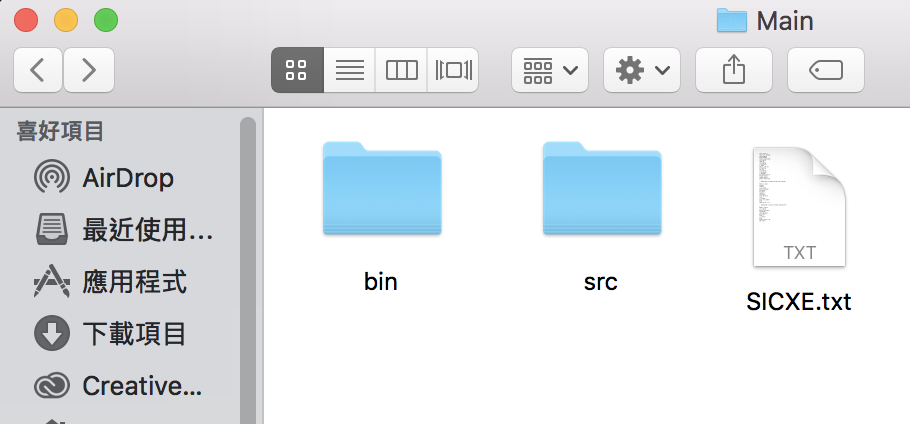 Main
喜好項目
AirDrop
最近使用...
應用程式
下載項目
Creative...
bin
src
TXT
SICXE.txt